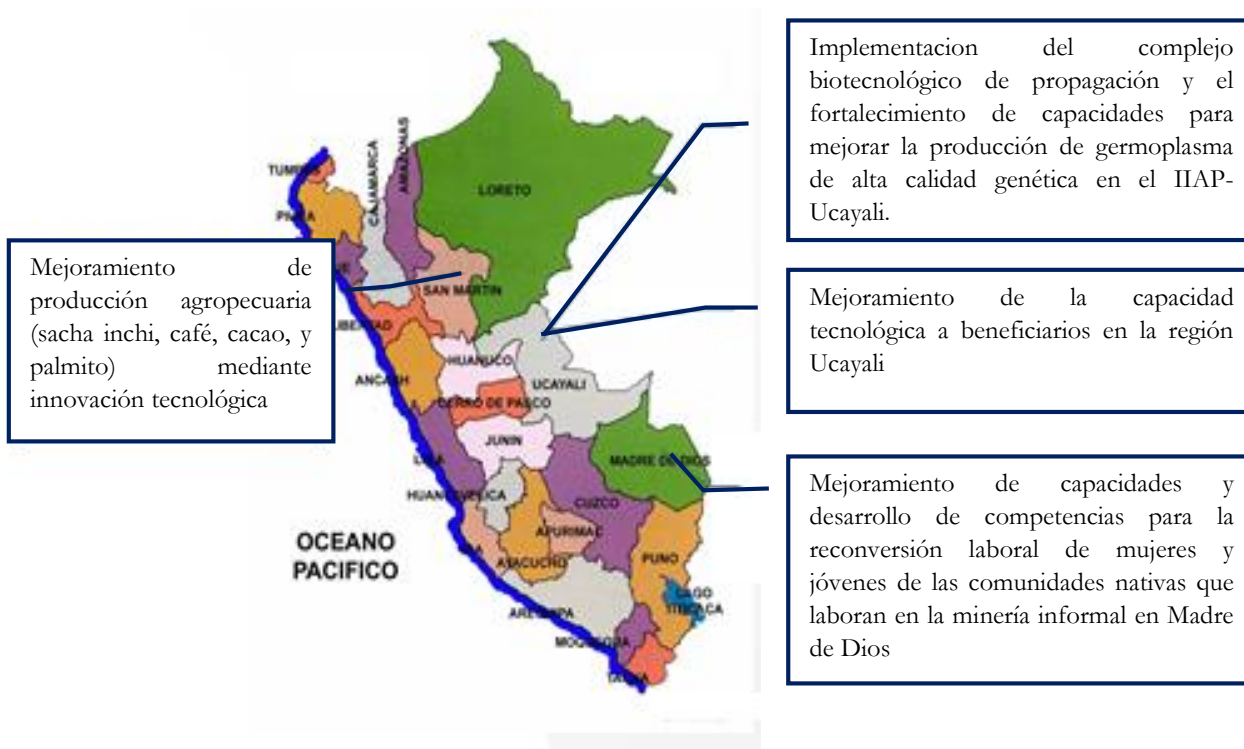 Implementacion del complejo
biotecnológico de propagación y el
fortalecimiento de capacidades para
mejorar la producción de germoplasma
de alta calidad genética en el IIAP-
Ucayali.
Mejoramiento de la capacidad
tecnológica a beneficiarios en la región
Ucayali
Mejoramiento de capacidades y
desarrollo de competencias para la
reconversión laboral de mujeres y
jóvenes de las comunidades nativas que
laboran en la minería informal en Madre
de Dios
Mejoramiento de
producción agropecuaria
(sacha inchi, café, cacao, y
palmito) mediante
innovación tecnológica
CAJAMARCA
AMAZONAS
LORETO
SAN MARTIN
HUANUCO
ANCASH
UCAYALI
CERRO DE PASCO
JUNIN
MADRE DE DIOS
HUANCAVELICA
CUZCO
APURIMAC
AYACUCHO
PUNO
LAGO
TITICACA
AREQUIPA
MOQUEGUA
OCEANO
PACIFICO